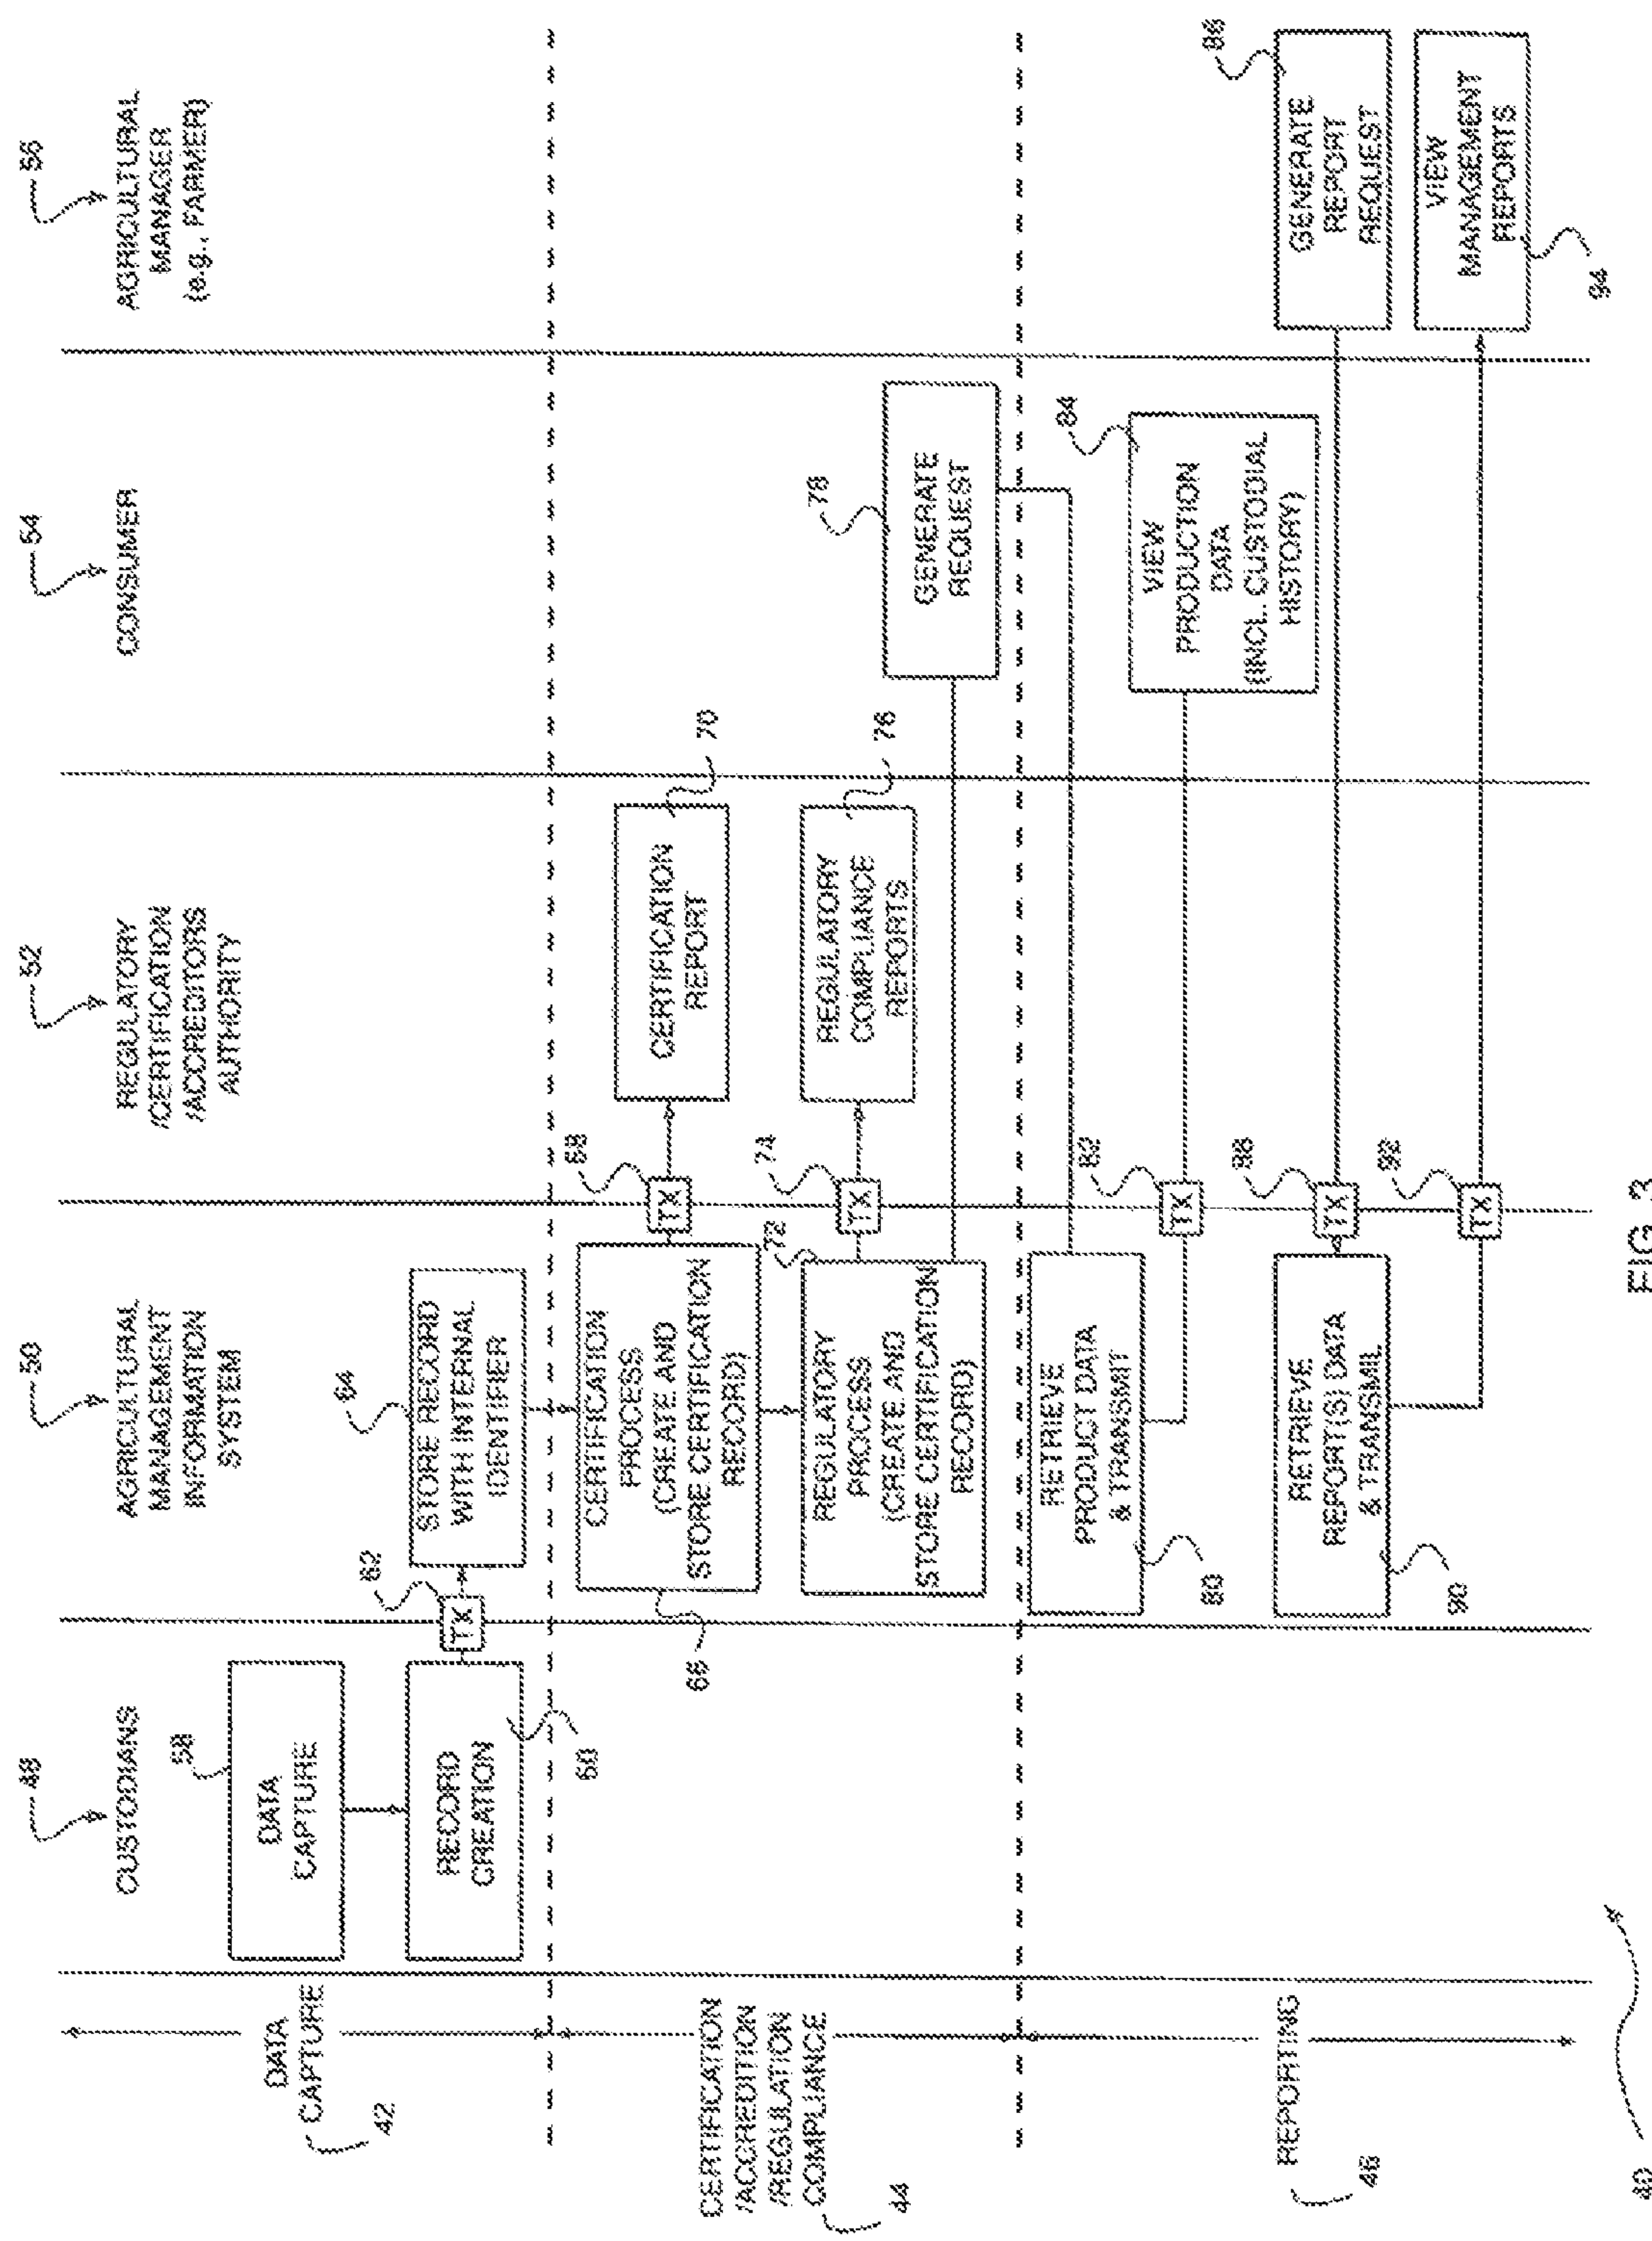 48
CUSTODIANS
50
AGRICULTURAL
MANAGEMENT
INFORMATION
SYSTEM
52
REGULATORY
/CERTIFICATION
/ACCREDITORS
AUTHORITY
54
CONSUMER
56
AGRICULTURAL
MANAGER
(e.g., FARMER)
DATA
CAPTURE
42
58
DATA
CAPTURE
RECORD
CREATION
60
62
TX
64
STORE RECORD
WITH INTERNAL
IDENTIFIER
CERTIFICATION
/ACCREDITION
/REGULATION
COMPLIANCE
44
66
CERTIFICATION
PROCESS
(CREATE AND
STORE CERTIFICATION
RECORD)
68
TX
CERTIFICATION
REPORT
70
72
REGULATORY
PROCESS
(CREATE AND
STORE CERTIFICATION
RECORD)
74
TX
REGULATORY
COMPLIANCE
REPORTS
76
78
GENERATE
REQUEST
REPORTING
46
RETRIEVE
PRODUCT DATA
& TRANSMIT
80
82
TX
84
VIEW
PRODUCTION
DATA
(INCL. CUSTODIAL
HISTORY)
86
GENERATE
REPORT
REQUEST
88
TX
RETRIEVE
REPORT(S) DATA
& TRANSMIL
90
92
TX
VIEW
MANAGEMENT
REPORTS
94
40
FIG 3